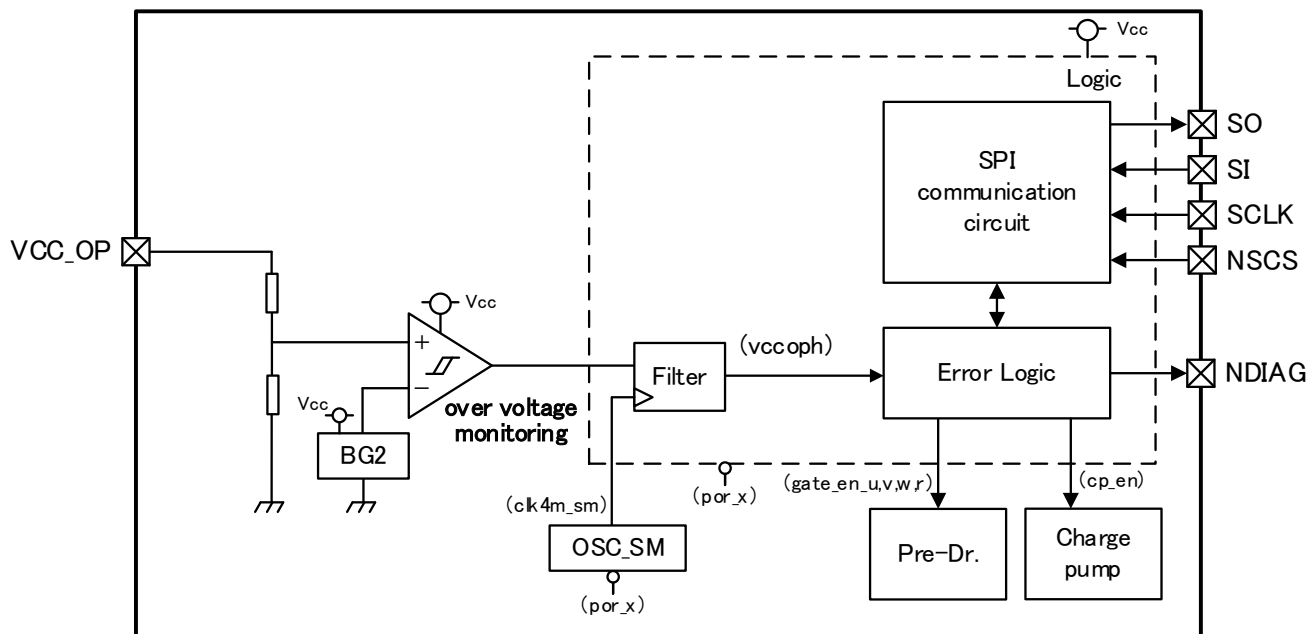 Vcc
Logic
SPI
communication
circuit
SO
SI
SCLK
NSCS
VCC_OP
Vcc
+
−
Vcc
BG2
over voltage
monitoring
Filter
(vccoph)
Error Logic
NDIAG
(clk4m_sm)
(por_x)
(gate_en_u,v,w,r)
(cp_en)
OSC_SM
(por_x)
Pre-Dr.
Charge
pump